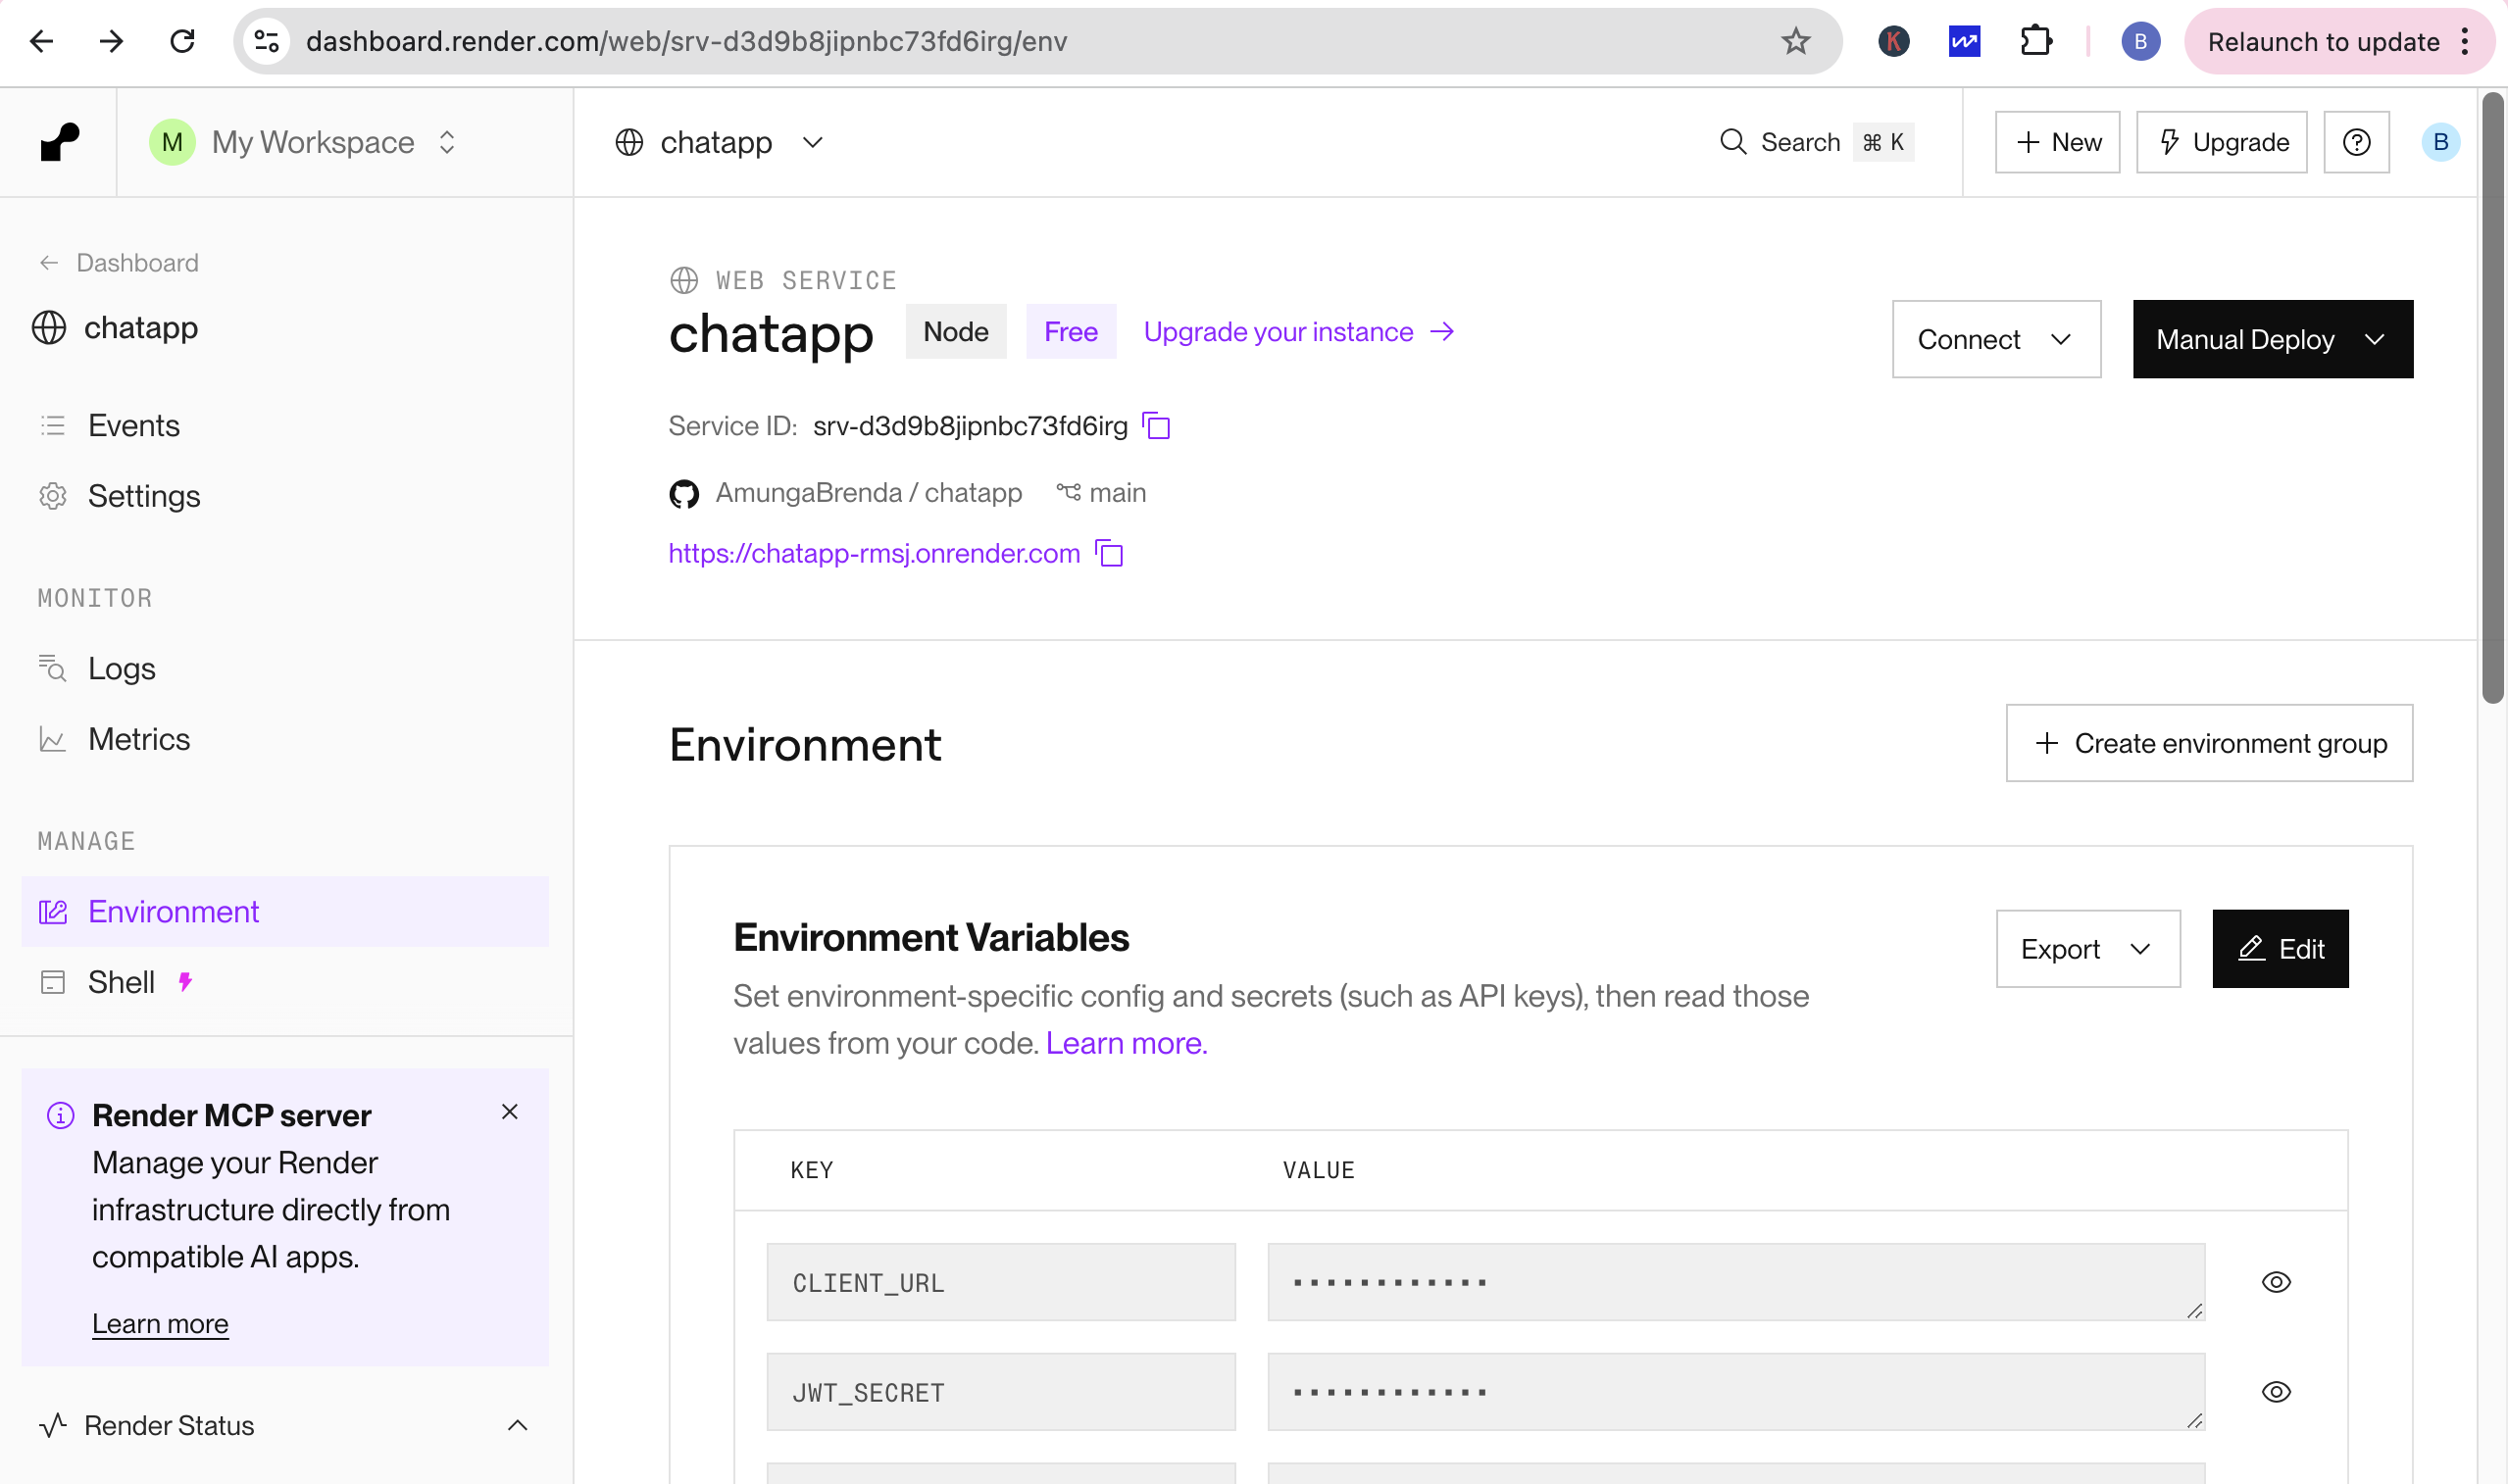 dashboard.render.com/web/srv-d3d9b8jipnbc73fd6irg/env
K
B
Relaunch to update
M
My Workspace
chatapp
Search
⌘ K
+ New
Upgrade
B
← Dashboard
chatapp
Events
Settings
MONITOR
Logs
Metrics
MANAGE
Environment
Shell
Render MCP server
Manage your Render
infrastructure directly from
compatible AI apps.
Learn more
Render Status
WEB SERVICE
chatapp
Node
Free
Upgrade your instance →
Connect
Manual Deploy
Service ID: srv-d3d9b8jipnbc73fd6irg
AmungaBrenda / chatapp
main
https://chatapp-rmsj.onrender.com
Environment
+ Create environment group
Environment Variables
Export
Edit
Set environment-specific config and secrets (such as API keys), then read those
values from your code. Learn more.
KEY
VALUE
CLIENT_URL
············
JWT_SECRET
············